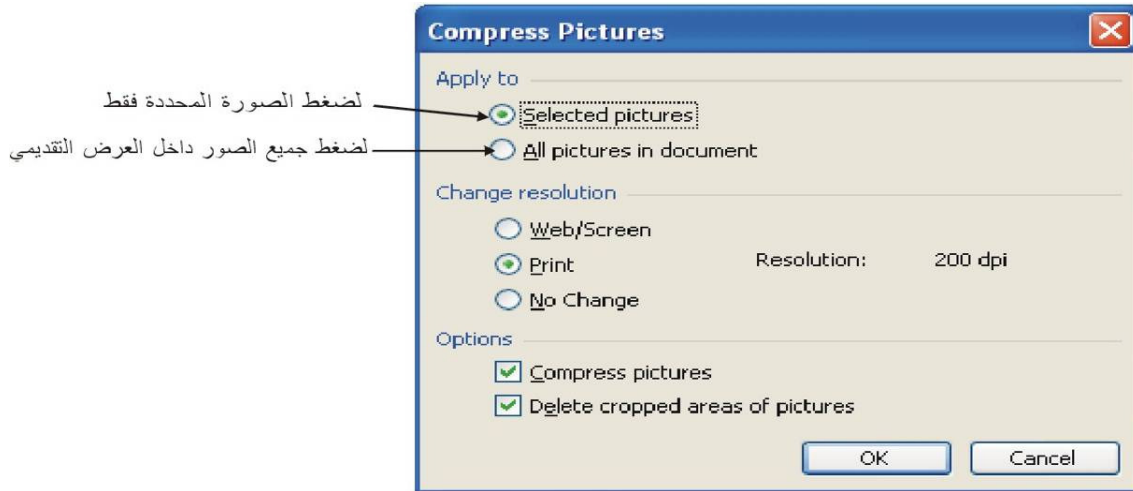 Compress Pictures
Apply to
لضغط الصورة المحددة فقط
Selected pictures
لضغط جميع الصور داخل العرض التقديمي
All pictures in document
Change resolution
Web/Screen
Print Resolution: 200 dpi
No Change
Options
Compress pictures
Delete cropped areas of pictures
OK Cancel